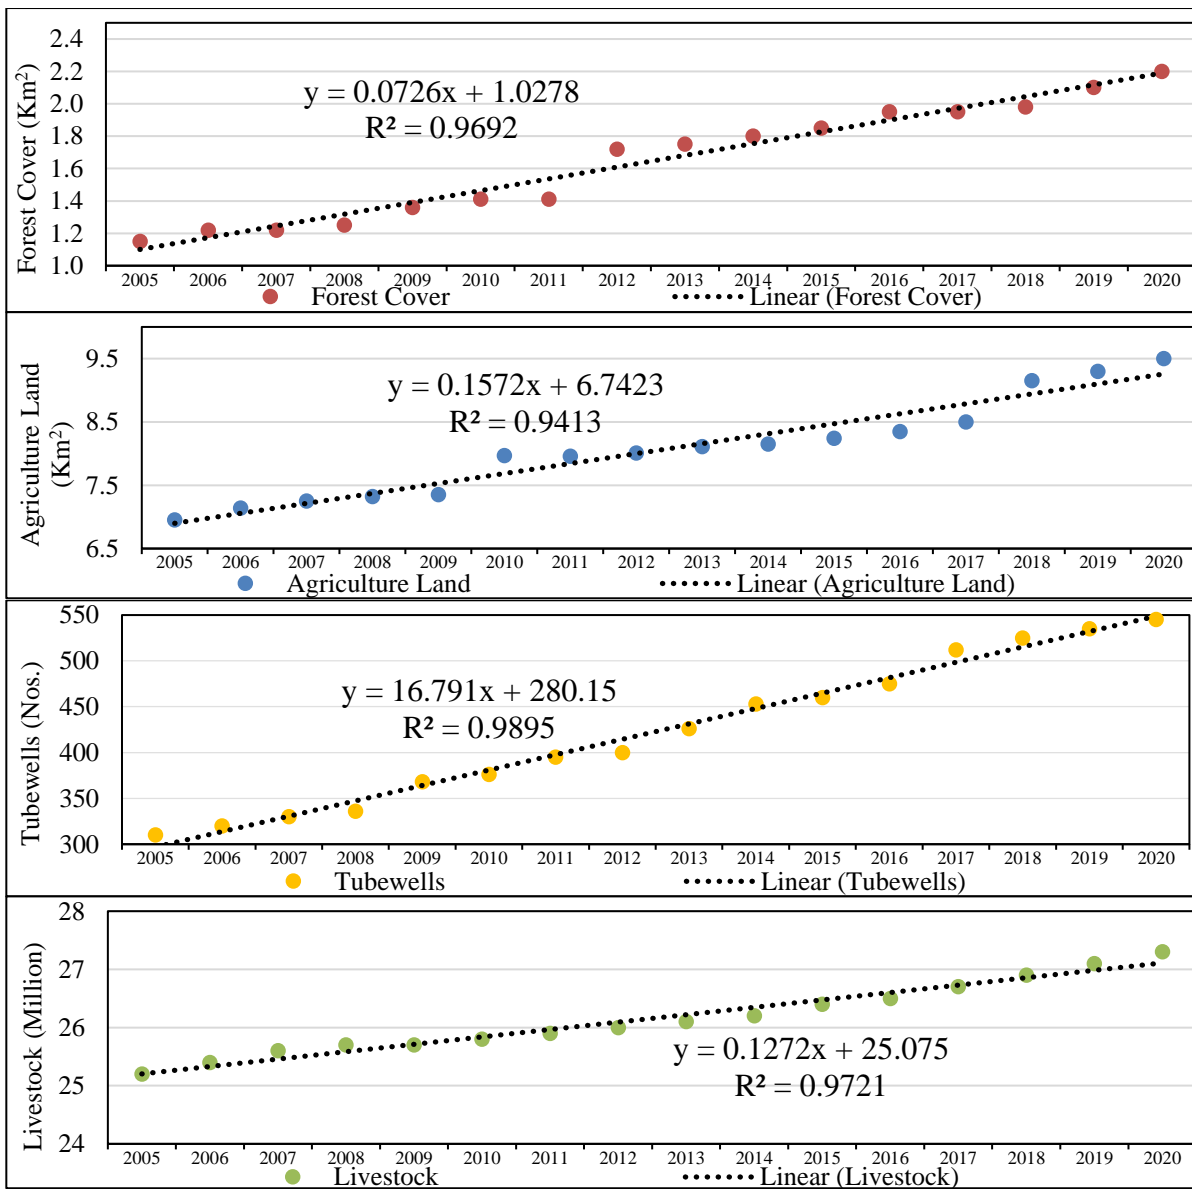 Forest Cover (Km²)
2.4
2.2
2.0
1.8
1.6
1.4
1.2
1.0
y = 0.0726x + 1.0278
R² = 0.9692
2005 2006 2007 2008 2009 2010 2011 2012 2013 2014 2015 2016 2017 2018 2019 2020
Forest Cover Linear (Forest Cover)
Agriculture Land
(Km²)
9.5
8.5
7.5
6.5
y = 0.1572x + 6.7423
R² = 0.9413
2005 2006 2007 2008 2009 2010 2011 2012 2013 2014 2015 2016 2017 2018 2019 2020
Agriculture Land Linear (Agriculture Land)
Tubewells (Nos.)
550
500
450
400
350
300
y = 16.791x + 280.15
R² = 0.9895
2005 2006 2007 2008 2009 2010 2011 2012 2013 2014 2015 2016 2017 2018 2019 2020
Tubewells Linear (Tubewells)
Livestock (Million)
28
27
26
25
24
y = 0.1272x + 25.075
R² = 0.9721
2005 2006 2007 2008 2009 2010 2011 2012 2013 2014 2015 2016 2017 2018 2019 2020
Livestock Linear (Livestock)